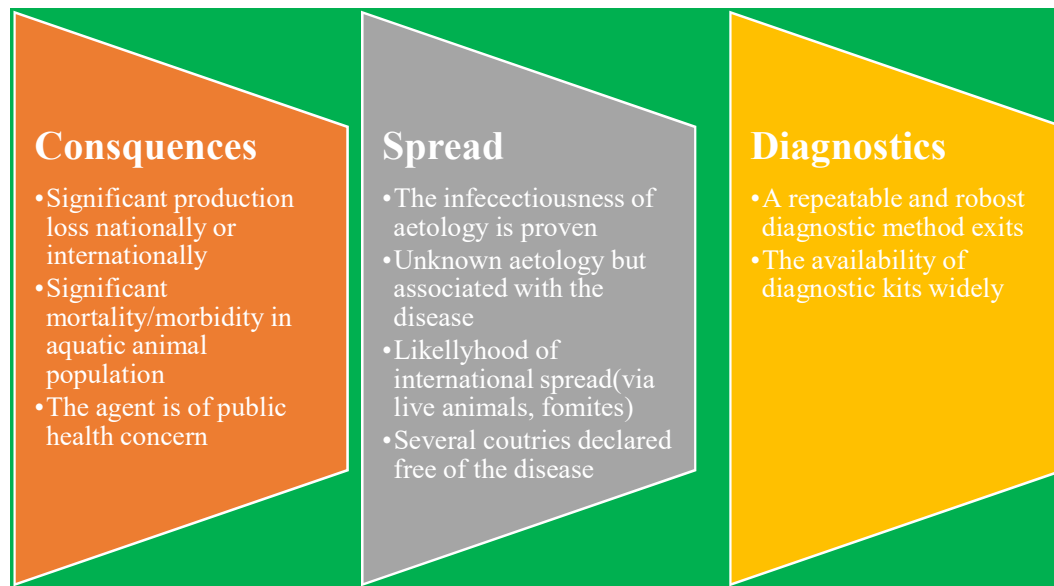 Consquences
•Significant production
loss nationally or
internationally
•Significant
mortality/morbidity in
aquatic animal
population
•The agent is of public
health concern
Spread
•The infecectiousness of
aetology is proven
•Unknown aetology but
associated with the
disease
•Likellyhood of
international spread(via
live animals, fomites)
•Several coutries declared
free of the disease
Diagnostics
•A repeatable and robost
diagnostic method exits
•The availability of
diagnostic kits widely